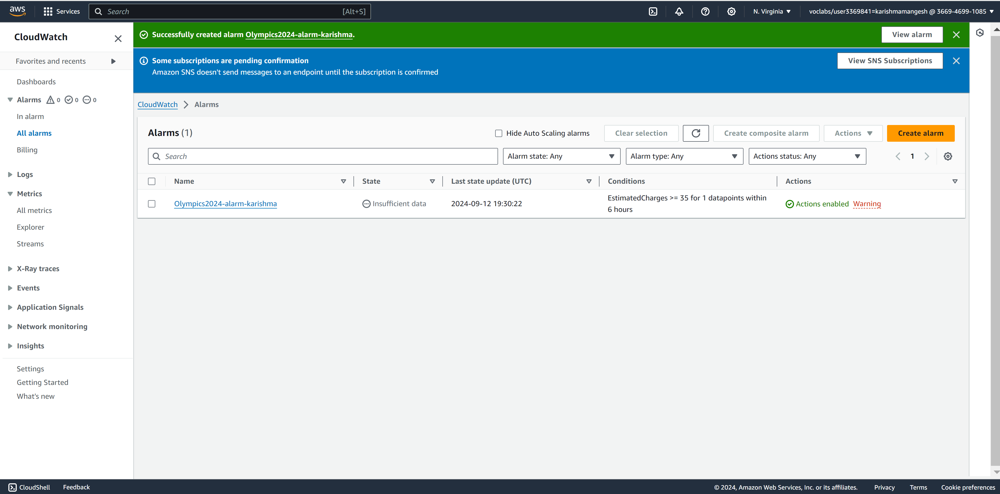 aws
Services
Search
[Alt+S]
N. Virginia
voclabs/user3369841=karishmamangesh @ 3669-4699-1085
CloudWatch
Favorites and recents
Dashboards
Alarms 0 0 0
In alarm
All alarms
Billing
Logs
Metrics
All metrics
Explorer
Streams
X-Ray traces
Events
Application Signals
Network monitoring
Insights
Settings
Getting Started
What's new
Successfully created alarm Olympics2024-alarm-karishma.
View alarm
Some subscriptions are pending confirmation
Amazon SNS doesn't send messages to an endpoint until the subscription is confirmed
View SNS Subscriptions
CloudWatch > Alarms
Alarms (1)
Hide Auto Scaling alarms
Clear selection
Create composite alarm
Actions
Create alarm
Search
Alarm state: Any
Alarm type: Any
Actions status: Any
1
Name
State
Last state update (UTC)
Conditions
Actions
Olympics2024-alarm-karishma
Insufficient data
2024-09-12 19:30:22
EstimatedCharges >= 35 for 1 datapoints within
6 hours
Actions enabled Warning
CloudShell
Feedback
© 2024, Amazon Web Services, Inc. or its affiliates.
Privacy
Terms
Cookie preferences